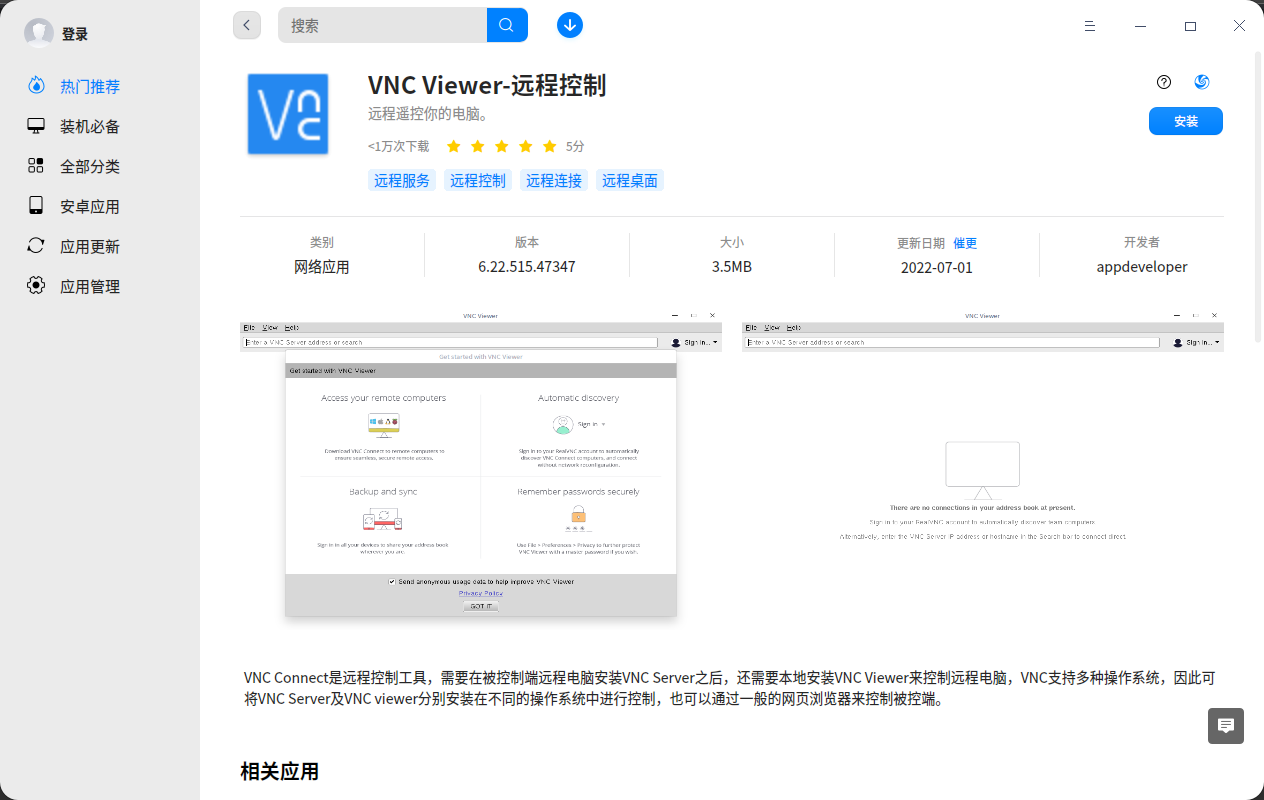 登录
搜索
热门推荐
装机必备
全部分类
安卓应用
应用更新
应用管理
Vnc
VNC Viewer-远程控制
远程遥控你的电脑。
<1万次下载 5分
远程服务 远程控制 远程连接 远程桌面
安装
类别 版本 大小 更新日期 催更 开发者
网络应用 6.22.515.47347 3.5MB 2022-07-01 appdeveloper
VNC Viewer
File View Help
Enter a VNC Server address or search Sign in...
Get started with VNC Viewer
Get started with VNC Viewer
Access your remote computers
Download VNC Connect to remote computers to
ensure seamless, secure remote access.
Automatic discovery
Sign in
Sign in to your RealVNC account to automatically
discover VNC Connect computers, and connect
without network reconfiguration.
Backup and sync
Sign in in all your devices to share your address book
wherever you are.
Remember passwords securely
Use File > Preferences > Privacy to further protect
VNC Viewer with a master password if you wish.
Send anonymous usage data to help improve VNC Viewer
Privacy Policy
GOT IT
VNC Viewer
File View Help
Enter a VNC Server address or search Sign in...
There are no connections in your address book at present.
Sign in to your RealVNC account to automatically discover team computers.
Alternatively, enter the VNC Server IP address or hostname in the Search bar to connect direct.
VNC Connect是远程控制工具，需要在被控制端远程电脑安装VNC Server之后，还需要本地安装VNC Viewer来控制远程电脑，VNC支持多种操作系统，因此可
将VNC Server及VNC viewer分别安装在不同的操作系统中进行控制，也可以通过一般的网页浏览器来控制被控端。
相关应用